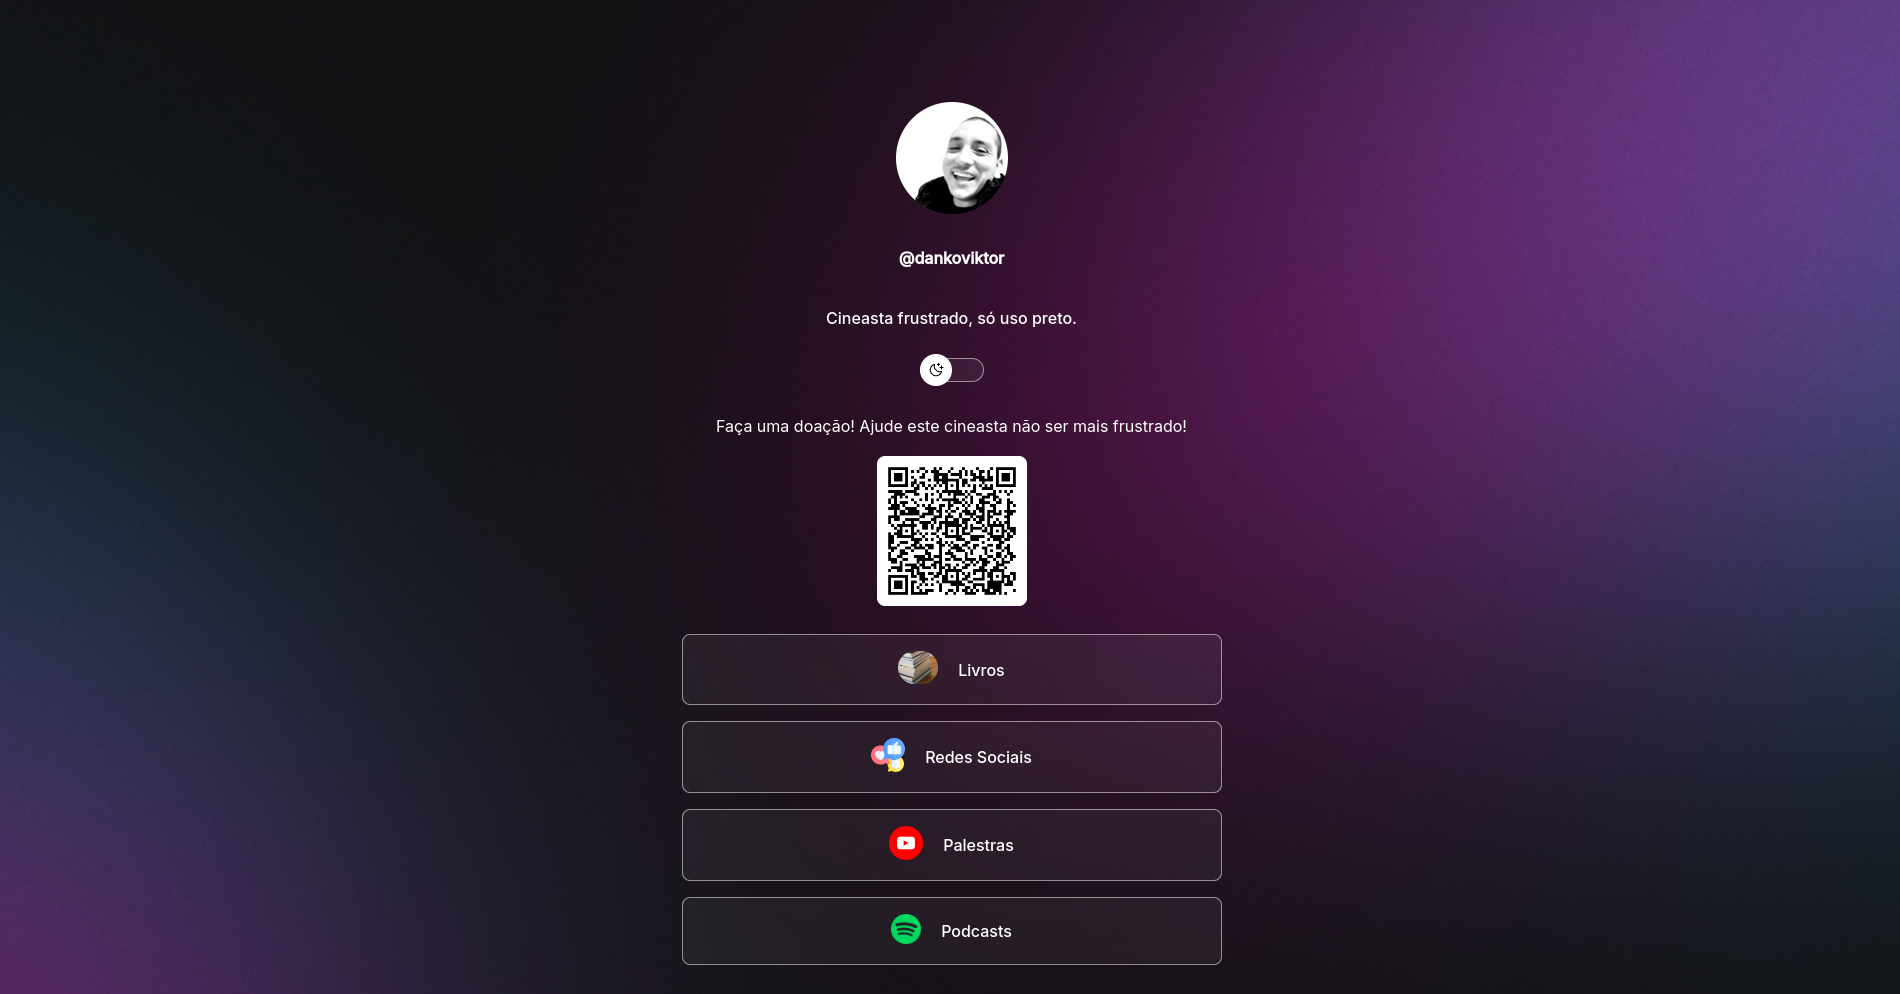 @dankoviktor
Cineasta frustrado, só uso preto.
Faça uma doação! Ajude este cineasta não ser mais frustrado!
Livros
Redes Sociais
Palestras
Podcasts